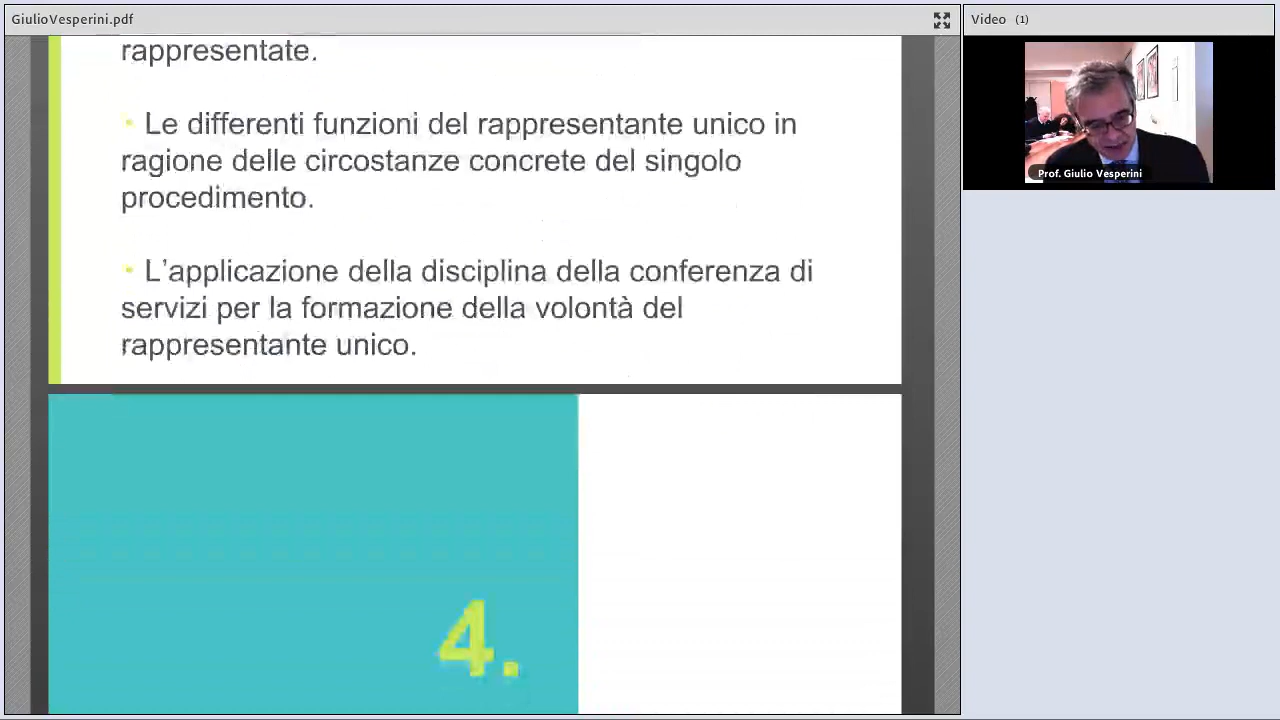 GiulioVesperini.pdf
Video (1)
rappresentate.
• Le differenti funzioni del rappresentante unico in
ragione delle circostanze concrete del singolo
procedimento.
• L’applicazione della disciplina della conferenza di
servizi per la formazione della volontà del
rappresentante unico.
4.
Prof. Giulio Vesperini